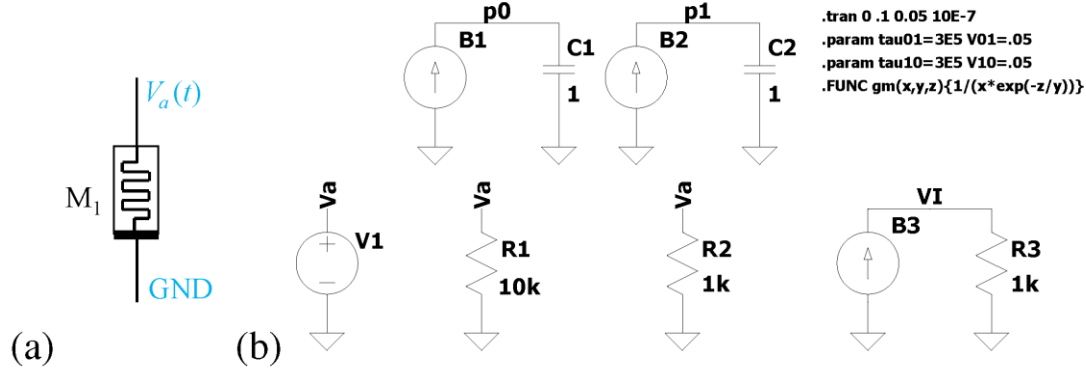 V_a(t)
M_1
GND
(a)
(b)
p0
B1
C1
1
p1
B2
C2
1
.tran 0 .1 0.05 10E-7
.param tau01=3E5 V01=.05
.param tau10=3E5 V10=.05
.FUNC gm(x,y,z){1/(x*exp(-z/y))}
Va
V1
Va
R1
10k
Va
R2
1k
VI
B3
R3
1k